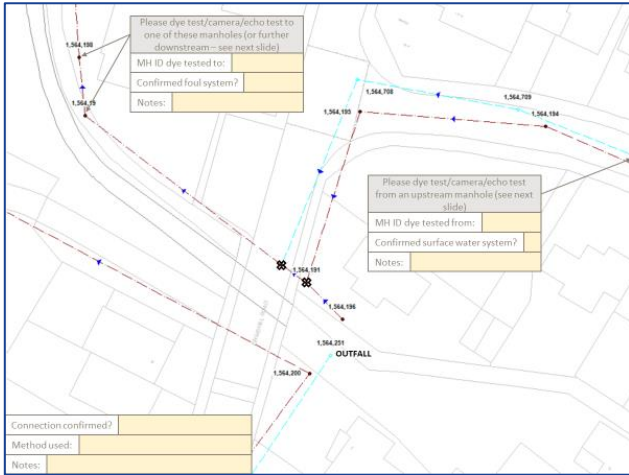 Please dye test/camera/echo test to
one of these manholes (or further
downstream – see next slide)
MH ID dye tested to:
Confirmed foul system?
Notes:
1,564,198
1,564,19
1,564,708
1,564,709
1,564,193
1,564,194
Please dye test/camera/echo test
from an upstream manhole (see next
slide)
MH ID dye tested from:
Confirmed surface water system?
Notes:
1,564,191
1,564,196
1,564,251
OUTFALL
1,564,200
Connection confirmed?
Method used:
Notes: